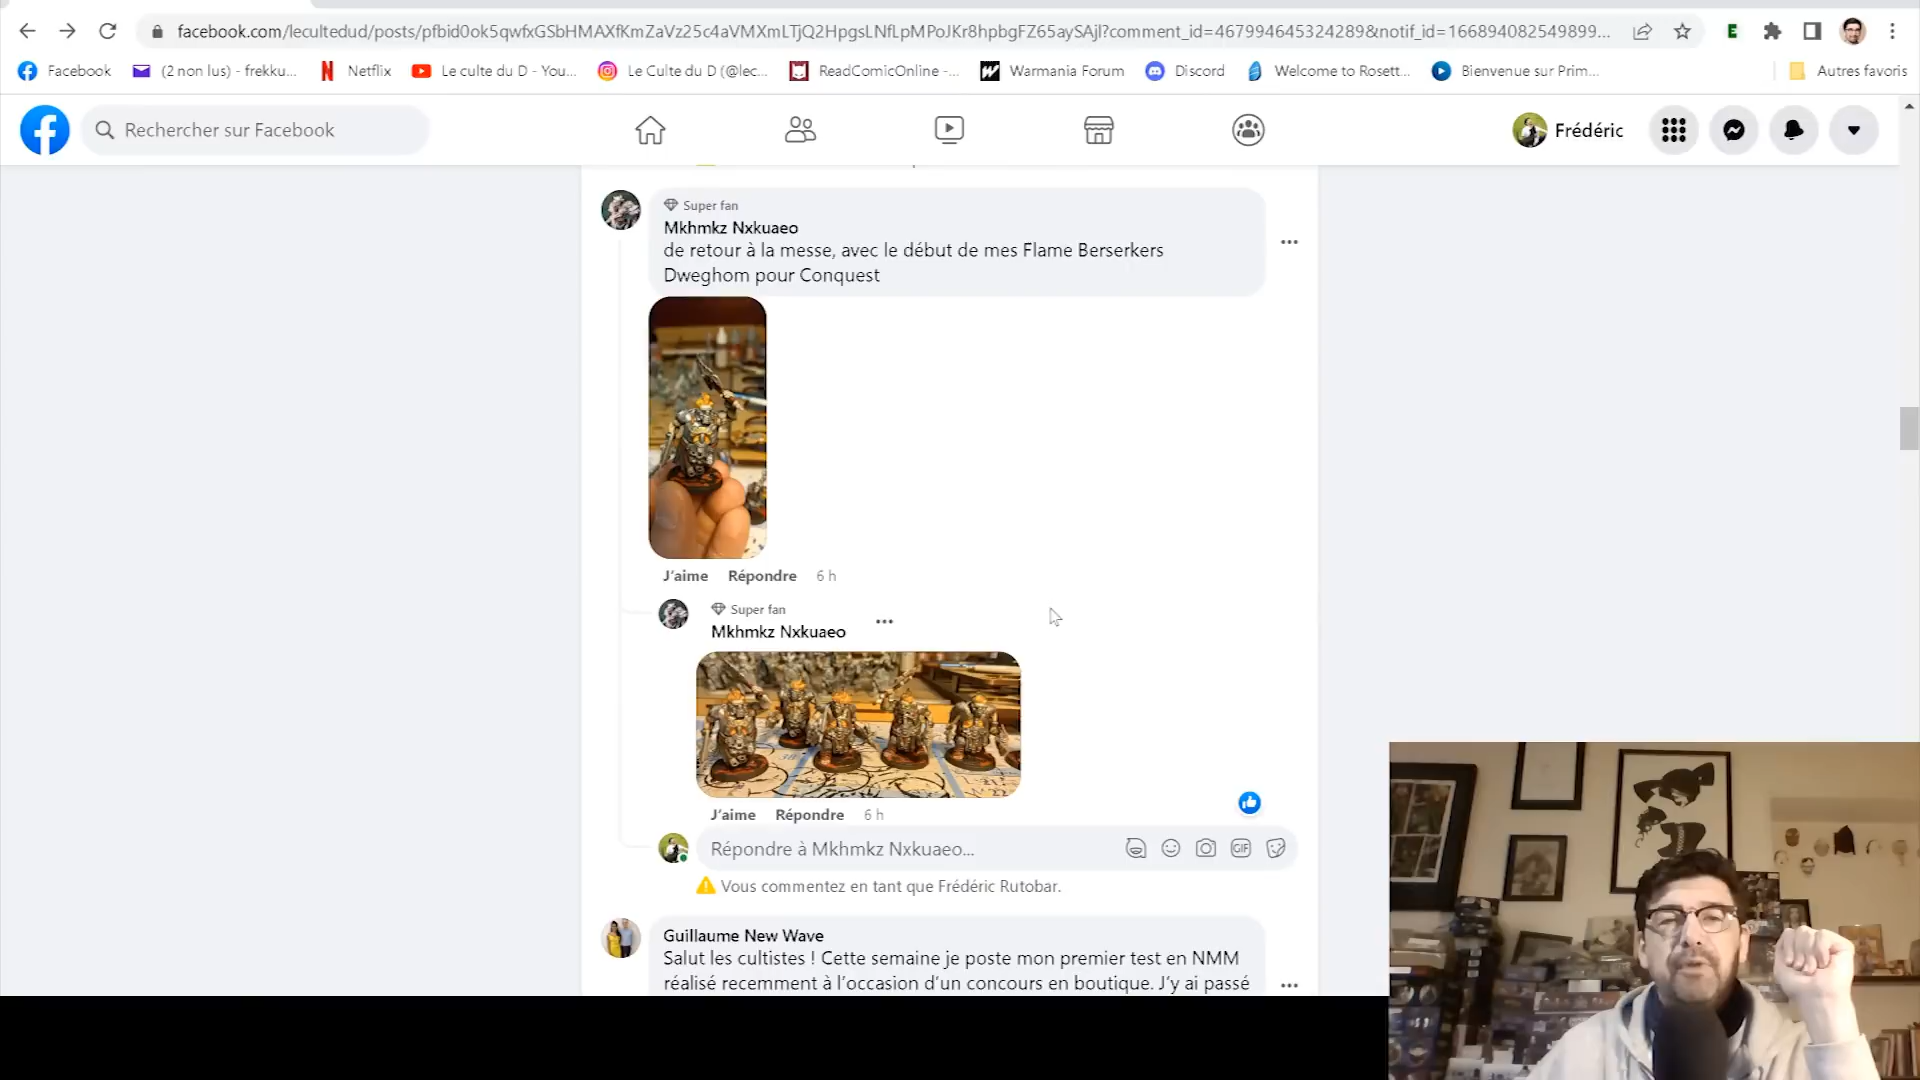 facebook.com/lecultedud/posts/pfbid0ok5qwfxGSbHMAXfKmZaVz25c4aVMXmLTjQ2HpgsLNfLpMPoJKr8hpbgFZ65aySAjl?comment_id=467994645324289&notif_id=166894082549899...
Facebook (2 non lus) - frekku... Netflix Le culte du D - You... Le Culte du D (@lec... ReadComicOnline -... Warmania Forum Discord Welcome to Rosett... Bienvenue sur Prim... Autres favoris
Rechercher sur Facebook Frédéric
Super fan
Mkhmkz Nxkuaeo
de retour à la messe, avec le début de mes Flame Berserkers
Dweghom pour Conquest
J'aime Répondre 6 h
Super fan
Mkhmkz Nxkuaeo
J'aime Répondre 6 h
Répondre à Mkhmkz Nxkuaeo... GIF
Vous commentez en tant que Frédéric Rutobar.
Guillaume New Wave
Salut les cultistes ! Cette semaine je poste mon premier test en NMM
réalisé recemment à l'occasion d'un concours en boutique. J'y ai passé